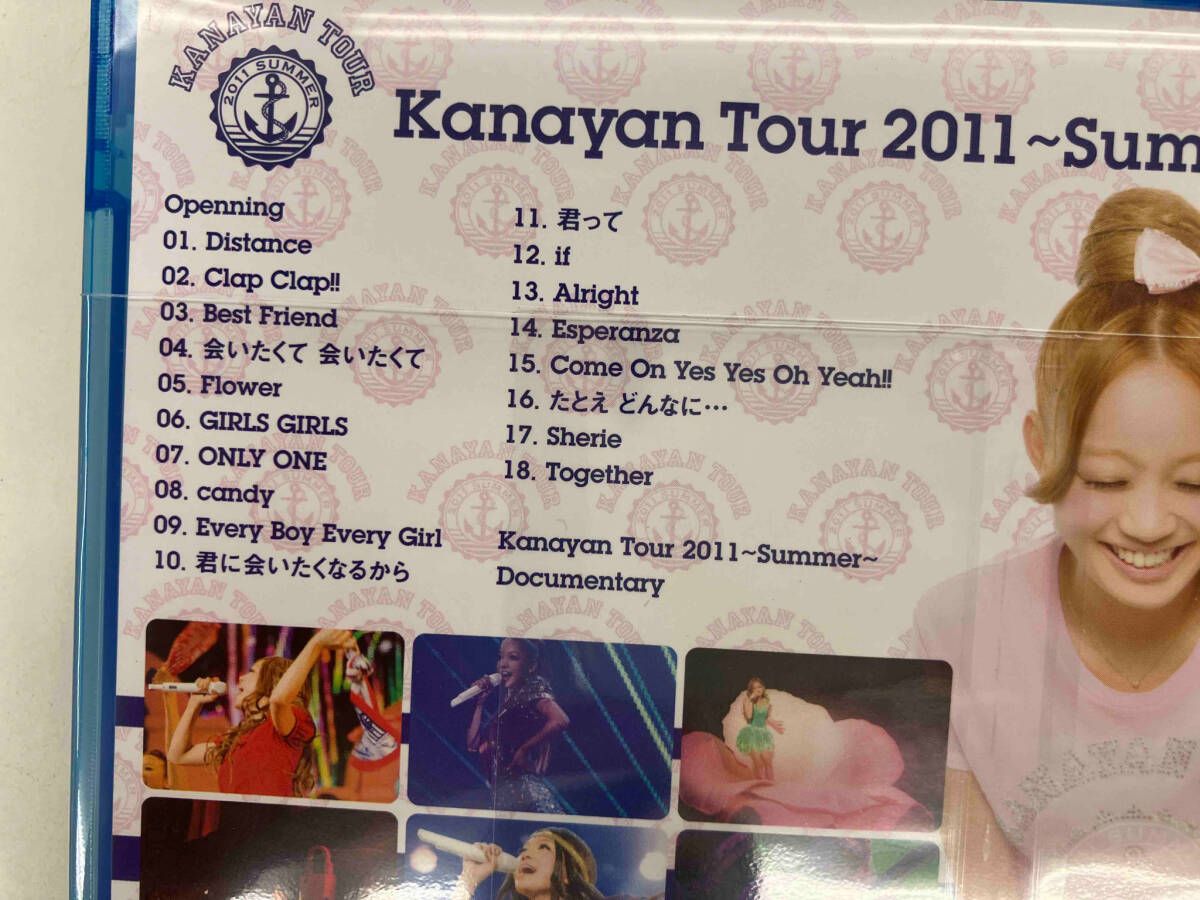 KANAYAN TOUR
2011 SUMMER
Kanayan Tour 2011~Sum
Openning
01. Distance
02. Clap Clap!!
03. Best Friend
04. 会いたくて 会いたくて
05. Flower
06. GIRLS GIRLS
07. ONLY ONE
08. candy
09. Every Boy Every Girl
10. 君に会いたくなるから
11. 君って
12. if
13. Alright
14. Esperanza
15. Come On Yes Yes Oh Yeah!!
16. たとえ どんなに…
17. Sherie
18. Together
Kanayan Tour 2011~Summer~
Documentary
KANAYAN